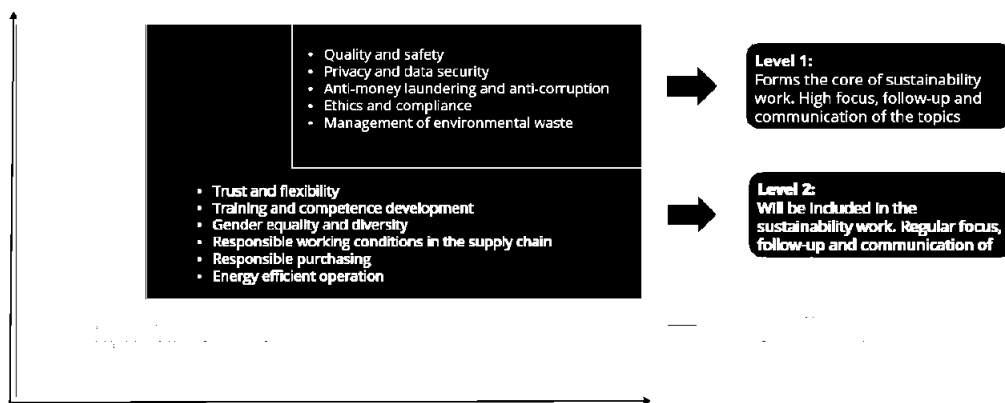 • Quality and safety
• Privacy and data security
• Anti-money laundering and anti-corruption
• Ethics and compliance
• Management of environmental waste
Level 1:
Forms the core of sustainability
work. High focus, follow-up and
communication of the topics
• Trust and flexibility
• Training and competence development
• Gender equality and diversity
• Responsible working conditions in the supply chain
• Responsible purchasing
• Energy efficient operation
Level 2:
Will be included in the
sustainability work. Regular focus,
follow-up and communication of